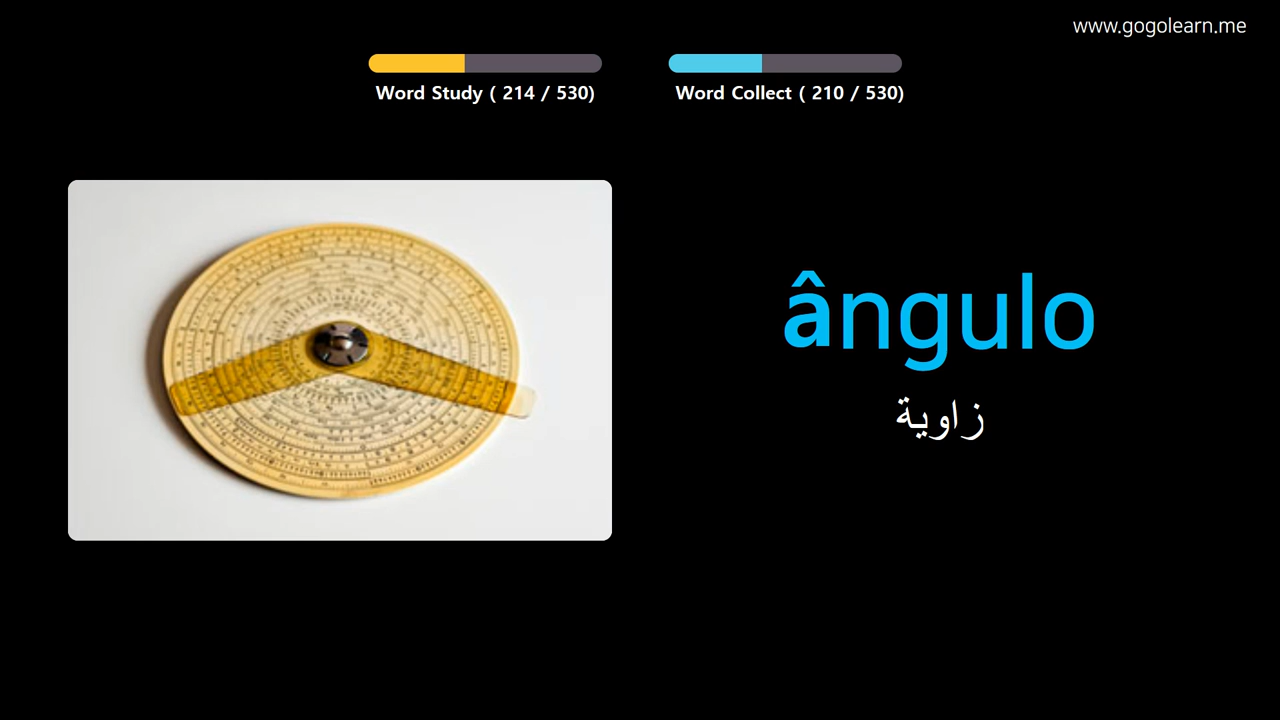 www.gogolearn.me
Word Study ( 214 / 530)
Word Collect ( 210 / 530)
ângulo
زاوية